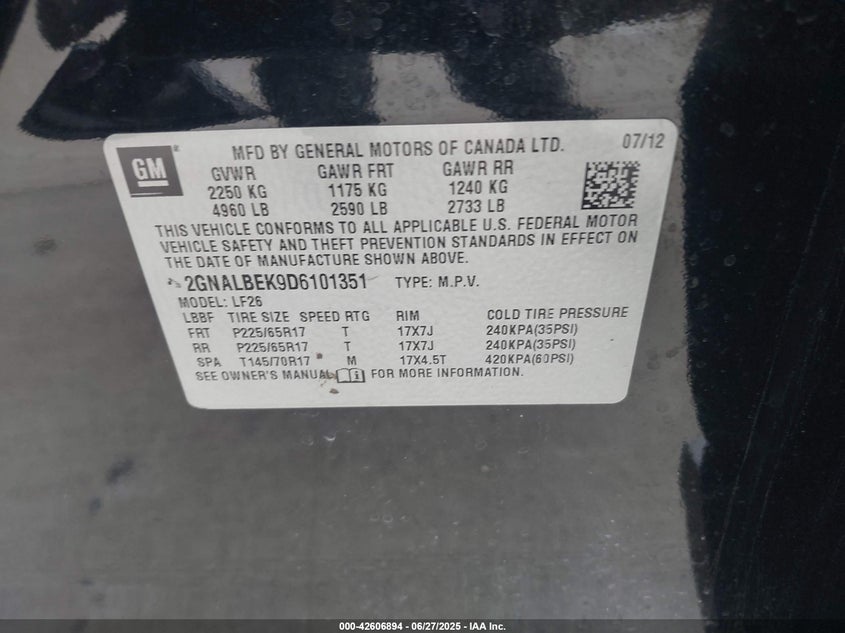 GM
MFD BY GENERAL MOTORS OF CANADA LTD. 07/12
GVWR GAWR FRT GAWR RR
2250 KG 1175 KG 1240 KG
4960 LB 2590 LB 2733 LB
THIS VEHICLE CONFORMS TO ALL APPLICABLE U.S. FEDERAL MOTOR
VEHICLE SAFETY AND THEFT PREVENTION STANDARDS IN EFFECT ON
THE DATE OF MANUFACTURE SHOWN ABOVE.
2GNALBEK9D6101351 TYPE: M.P.V.
MODEL: LF26
LBBF TIRE SIZE SPEED RTG RIM COLD TIRE PRESSURE
FRT P225/65R17 T 17X7J 240KPA(35PSI)
RR P225/65R17 T 17X7J 240KPA(35PSI)
SPA T145/70R17 M 17X4.5T 420KPA(60PSI)
SEE OWNER'S MANUAL FOR MORE INFORMATION.
000-42606894 - 06/27/2025 - IAA Inc.